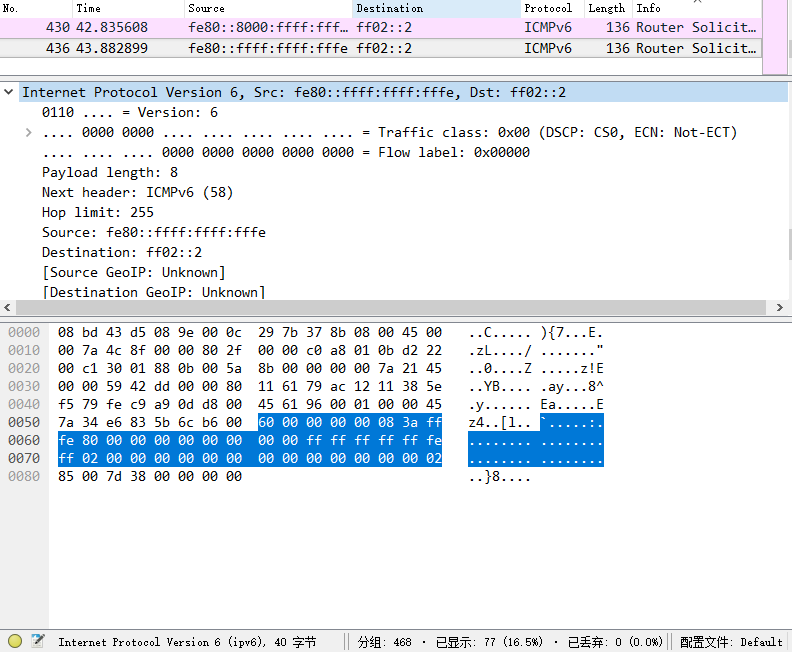 No. Time Source Destination Protocol Length Info
430 42.835608 fe80::8000:ffff:fff… ff02::2 ICMPv6 136 Router Solicit…
436 43.882899 fe80::ffff:ffff:fffe ff02::2 ICMPv6 136 Router Solicit…
Internet Protocol Version 6, Src: fe80::ffff:ffff:fffe, Dst: ff02::2
0110 .... = Version: 6
.... 0000 0000 .... .... .... .... .... = Traffic class: 0x00 (DSCP: CS0, ECN: Not-ECT)
.... .... .... 0000 0000 0000 0000 0000 = Flow label: 0x00000
Payload length: 8
Next header: ICMPv6 (58)
Hop limit: 255
Source: fe80::ffff:ffff:fffe
Destination: ff02::2
[Source GeoIP: Unknown]
[Destination GeoIP: Unknown]
0000 08 bd 43 d5 08 9e 00 0c 29 7b 37 8b 08 00 45 00 ..C..... ){7...E.
0010 00 7a 4c 8f 00 00 80 2f 00 00 c0 a8 01 0b d2 22 .zL..../ ......."
0020 00 c1 30 01 88 0b 00 5a 8b 00 00 00 00 7a 21 45 ..0....Z .....z!E
0030 00 00 59 42 dd 00 00 80 11 61 79 ac 12 11 38 5e ..YB.... .ay...8^
0040 f5 79 fe c9 a9 0d d8 00 45 61 96 00 01 00 00 45 .y...... Ea.....E
0050 7a 34 e6 83 5b 6c b6 00 60 00 00 00 00 08 3a ff z4..[l.. `.....:.
0060 fe 80 00 00 00 00 00 00 00 00 ff ff ff ff ff fe ........ ........
0070 ff 02 00 00 00 00 00 00 00 00 00 00 00 00 00 02 ........ ........
0080 85 00 7d 38 00 00 00 00 ..}8....
Internet Protocol Version 6 (ipv6), 40 字节 分组: 468 · 已显示: 77 (16.5%) · 已丢弃: 0 (0.0%) 配置文件: Default